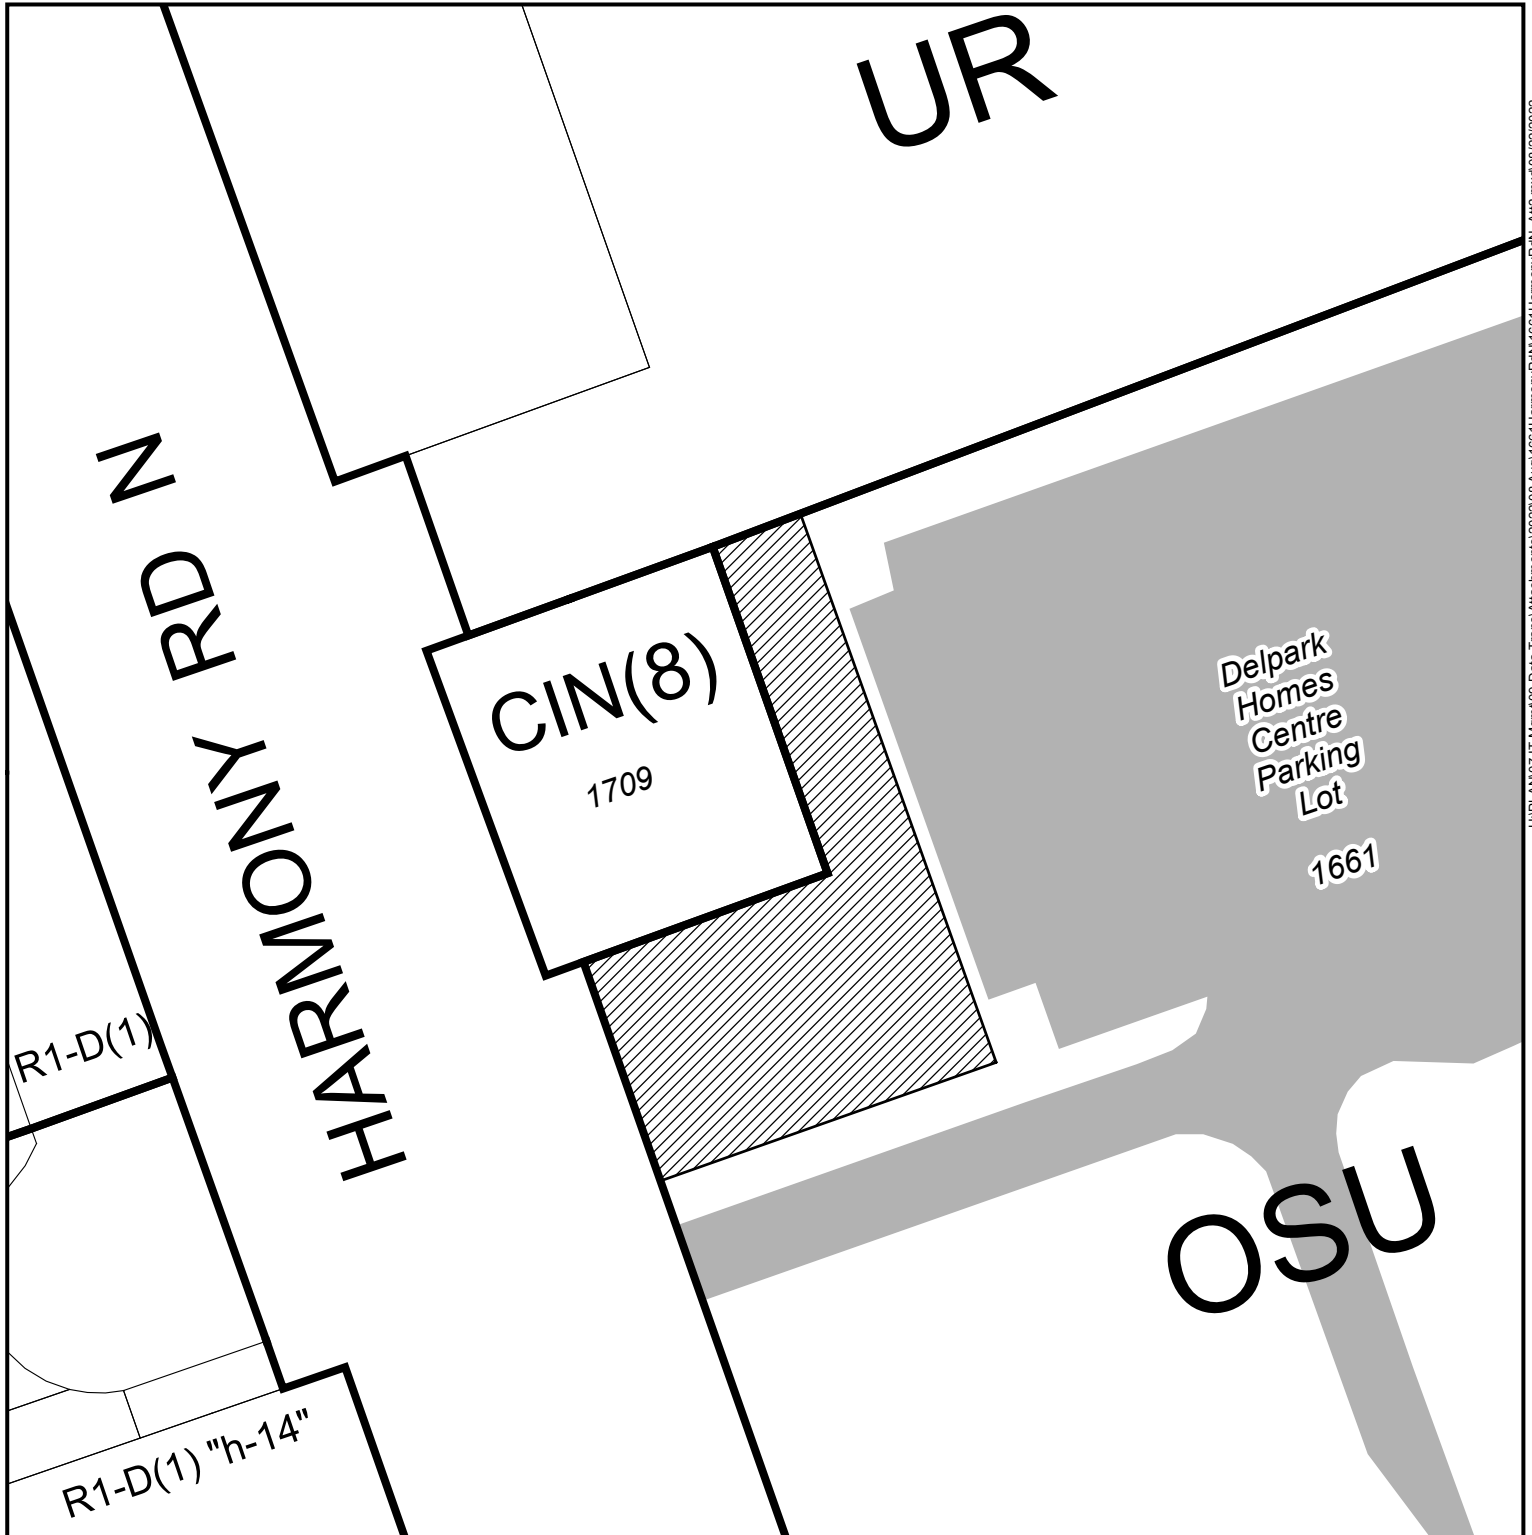 UR
HARMONY RD N
CIN(8)
1709
Delpark
Homes
Centre
Parking
Lot
1661
R1-D(1)
OSU
R1-D(1) "h-14"